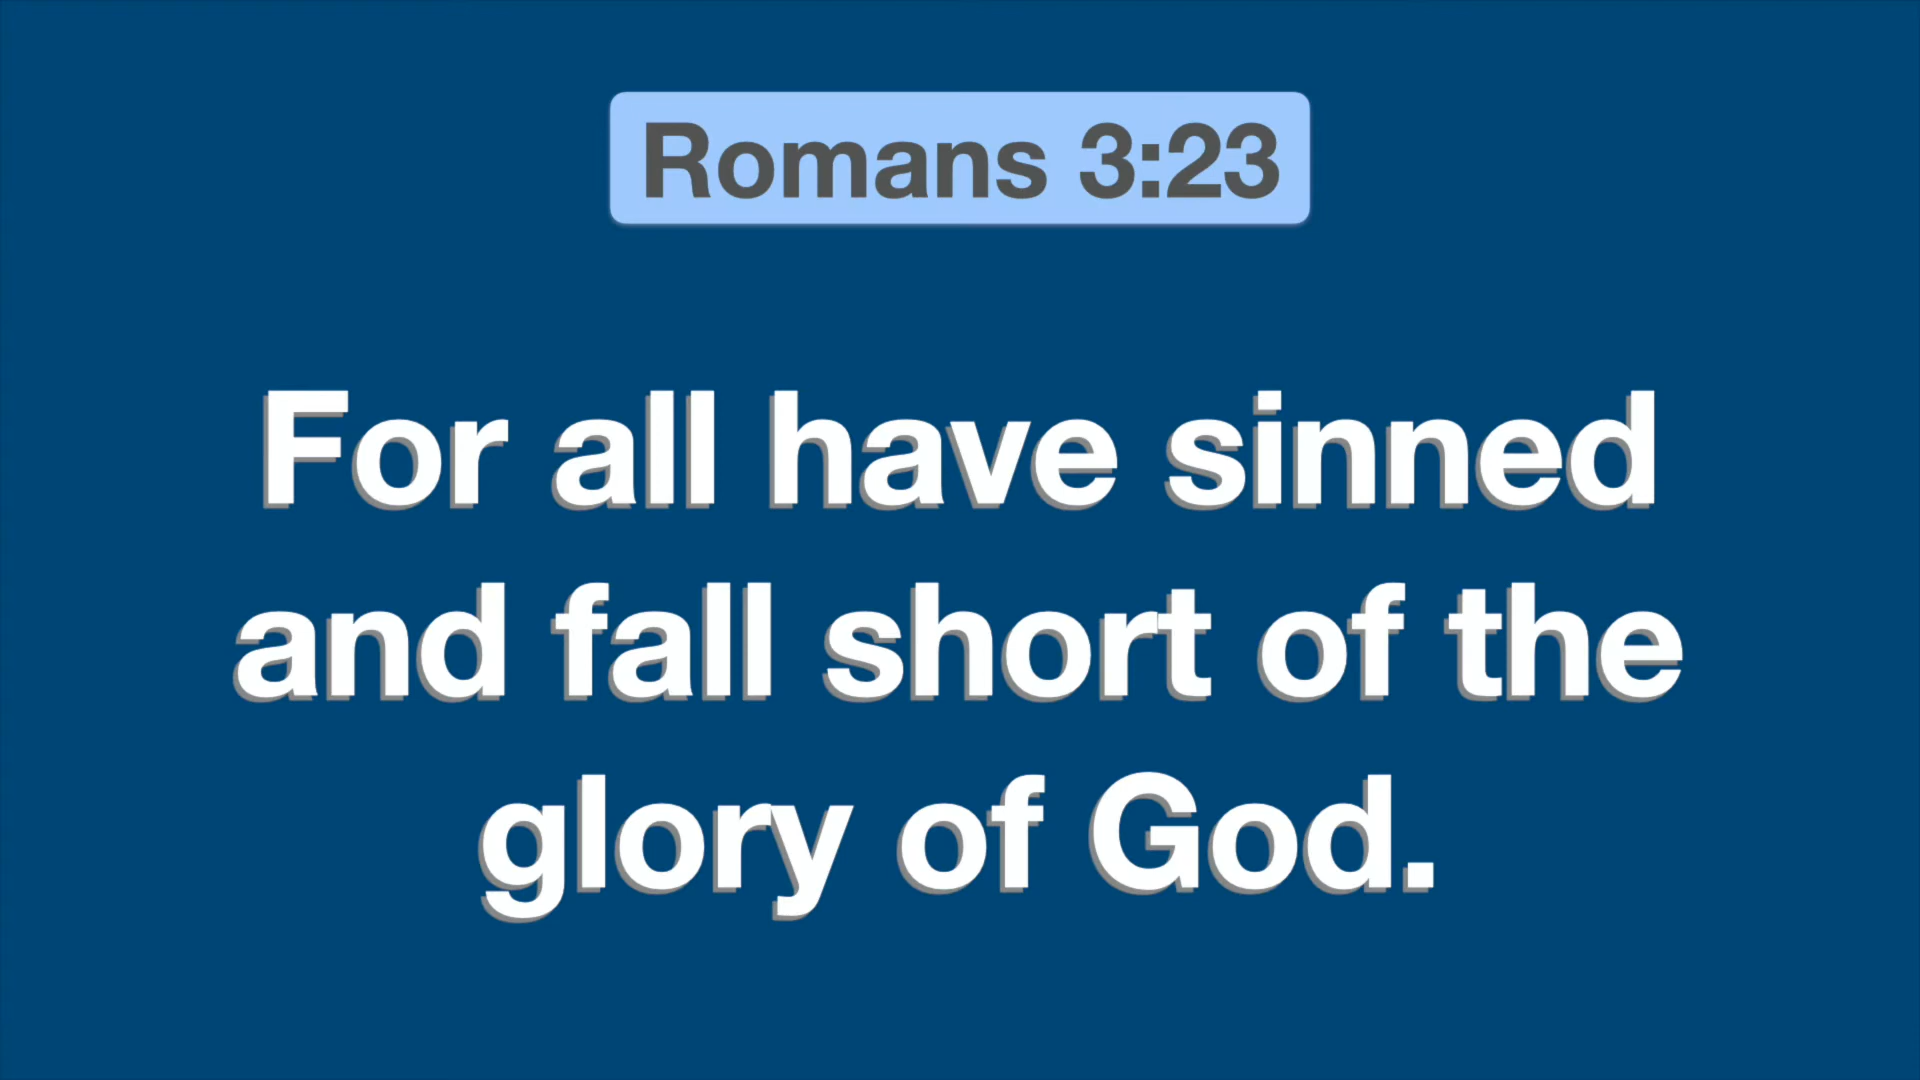 Romans 3:23
For all have sinned
and fall short of the
glory of God.